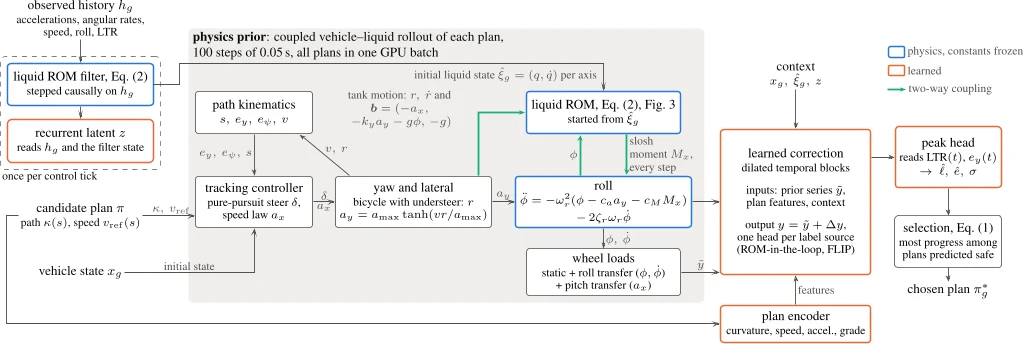 observed history h_g
accelerations, angular rates,
speed, roll, LTR
liquid ROM filter, Eq. (2)
stepped causally on h_g
recurrent latent z
reads h_g and the filter state
once per control tick
candidate plan π
path κ(s), speed v_ref(s)
vehicle state x_g
physics prior: coupled vehicle–liquid rollout of each plan,
100 steps of 0.05 s, all plans in one GPU batch
initial liquid state ξ̂_g = (q, q̇) per axis
path kinematics
s, e_y, e_ψ, v
tank motion: r, ṙ and
b = (−a_x,
−k_y a_y − gϕ, −g)
liquid ROM, Eq. (2), Fig. 3
started from ξ̂_g
e_y, e_ψ, s
v, r
ϕ
slosh
moment M_x,
every step
κ, v_ref
tracking controller
pure-pursuit steer δ,
speed law a_x
δ
a_x
yaw and lateral
bicycle with understeer: r
a_y = a_max tanh(vr/a_max)
a_y
roll
ϕ̈ = −ω_r²(ϕ − c_a a_y − c_M M_x)
− 2ζ_r ω_r ϕ̇
initial state
ϕ, ϕ̇
wheel loads
static + roll transfer (ϕ, ϕ̇)
+ pitch transfer (a_x)
ỹ
context
x_g, ξ̂_g, z
learned correction
dilated temporal blocks
inputs: prior series ỹ,
plan features, context
output y = ỹ + Δy,
one head per label source
(ROM-in-the-loop, FLIP)
features
plan encoder
curvature, speed, accel., grade
physics, constants frozen
learned
two-way coupling
peak head
reads LTR(t), e_y(t)
→ ℓ̂, ê, σ
selection, Eq. (1)
most progress among
plans predicted safe
chosen plan π*_g